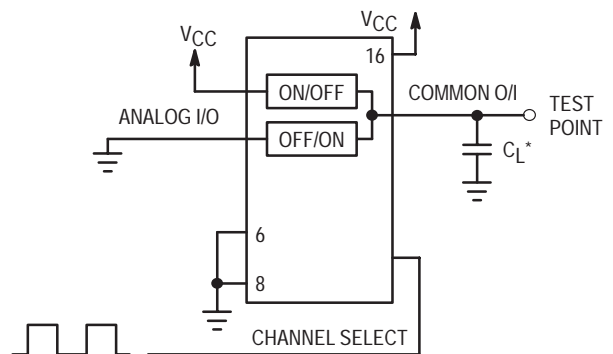 VCC
VCC
16
ON/OFF
COMMON O/I
ANALOG I/O
OFF/ON
TEST
POINT
CL*
6
8
CHANNEL SELECT